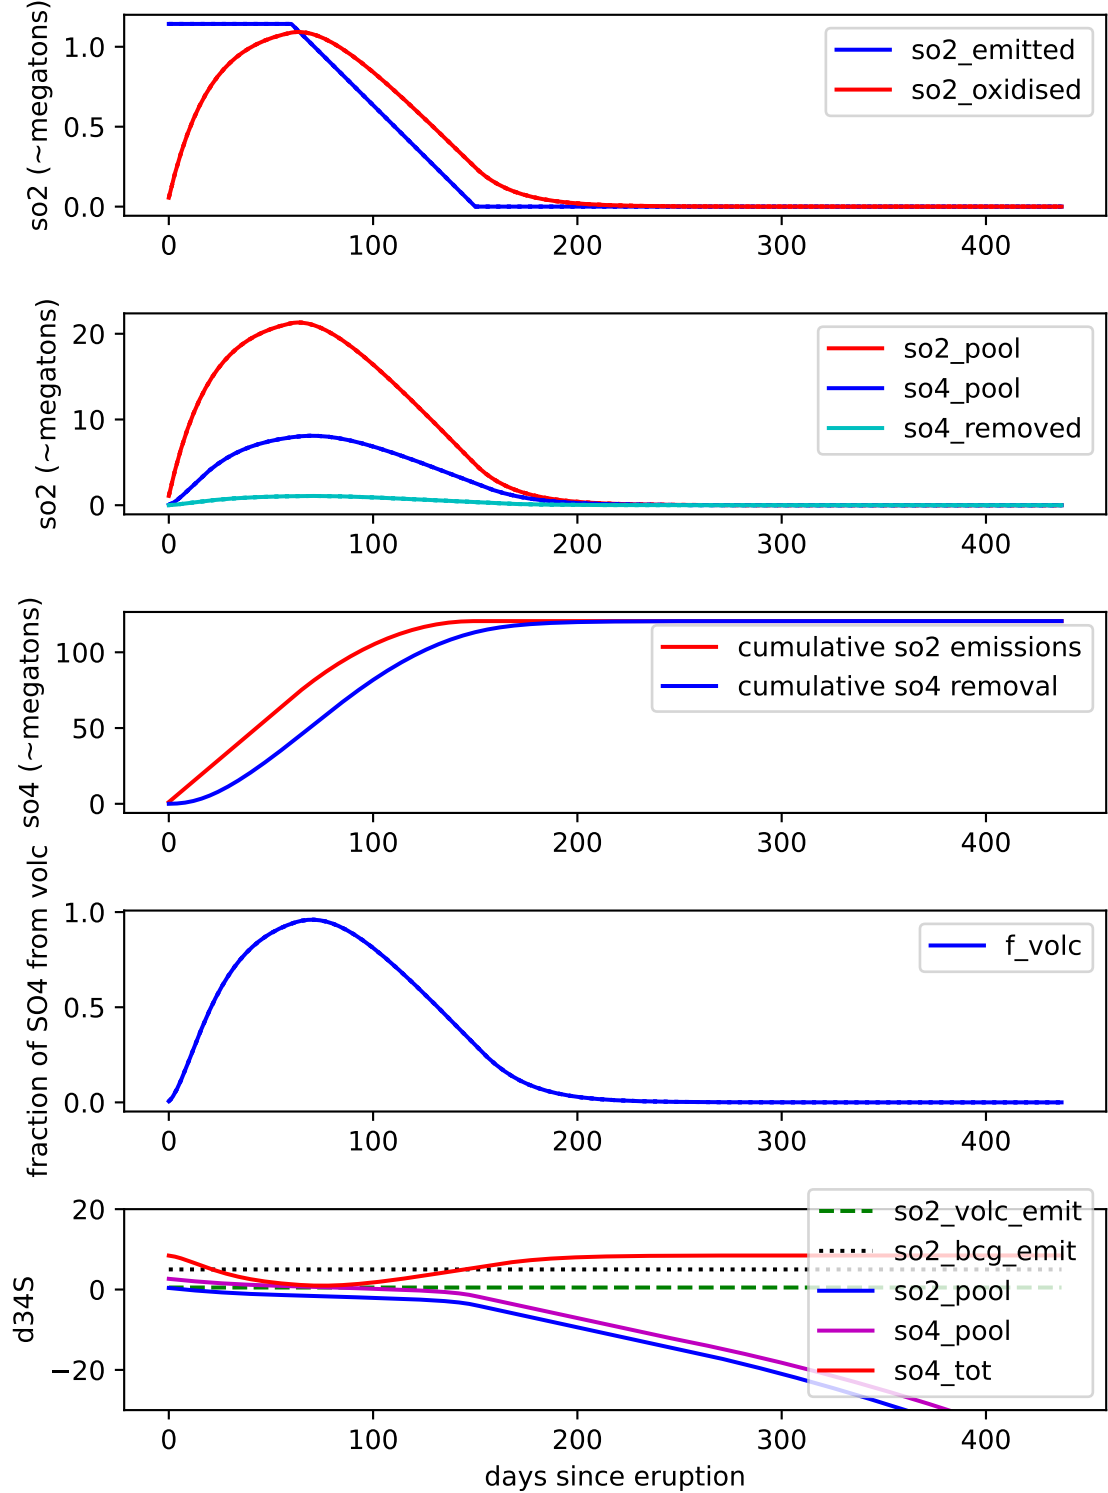 so2 (~megatons)
1.0
0.5
0.0
so2_emitted
so2_oxidised
0 100 200 300 400
so2 (~megatons)
20
10
0
so2_pool
so4_pool
so4_removed
0 100 200 300 400
so4 (~megatons)
100
50
0
cumulative so2 emissions
cumulative so4 removal
0 100 200 300 400
fraction of SO4 from volc
1.0
0.5
0.0
f_volc
0 100 200 300 400
d34S
20
0
−20
so2_volc_emit
so2_bcg_emit
so2_pool
so4_pool
so4_tot
0 100 200 300 400
days since eruption